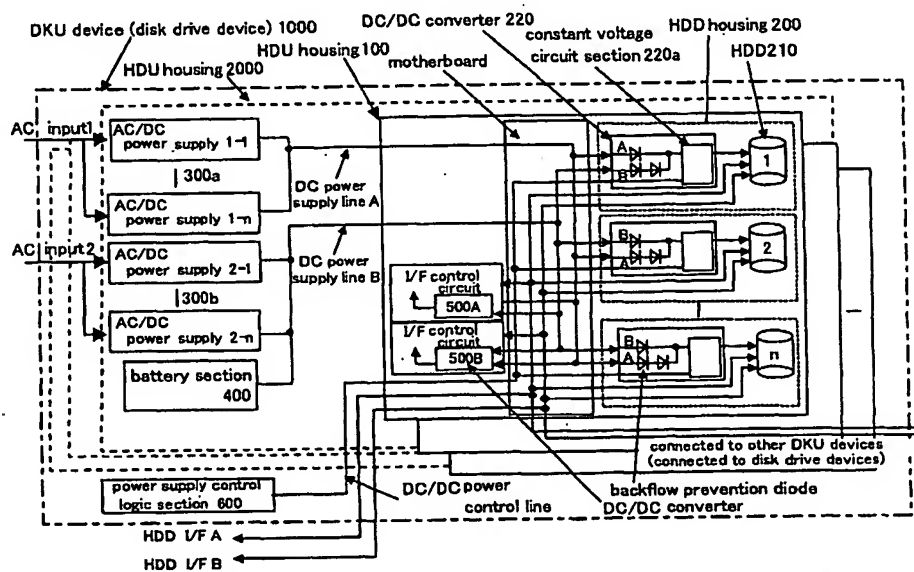 DKU device (disk drive device) 1000
HDU housing 2000
HDU housing 100
motherboard
DC/DC converter 220
constant voltage
circuit section 220a
HDD housing 200
HDD210
AC input1
AC/DC
power supply 1-1
300a
AC/DC
power supply 1-n
AC input2
AC/DC
power supply 2-1
300b
AC/DC
power supply 2-n
battery section
400
DC power
supply line A
DC power
supply line B
I/F control
circuit
500A
I/F control
circuit
500B
A
B
1
B
A
2
B
A
n
connected to other DKU devices
(connected to disk drive devices)
power supply control
logic section 600
DC/DC power
control line
backflow prevention diode
DC/DC converter
HDD I/F A
HDD I/F B